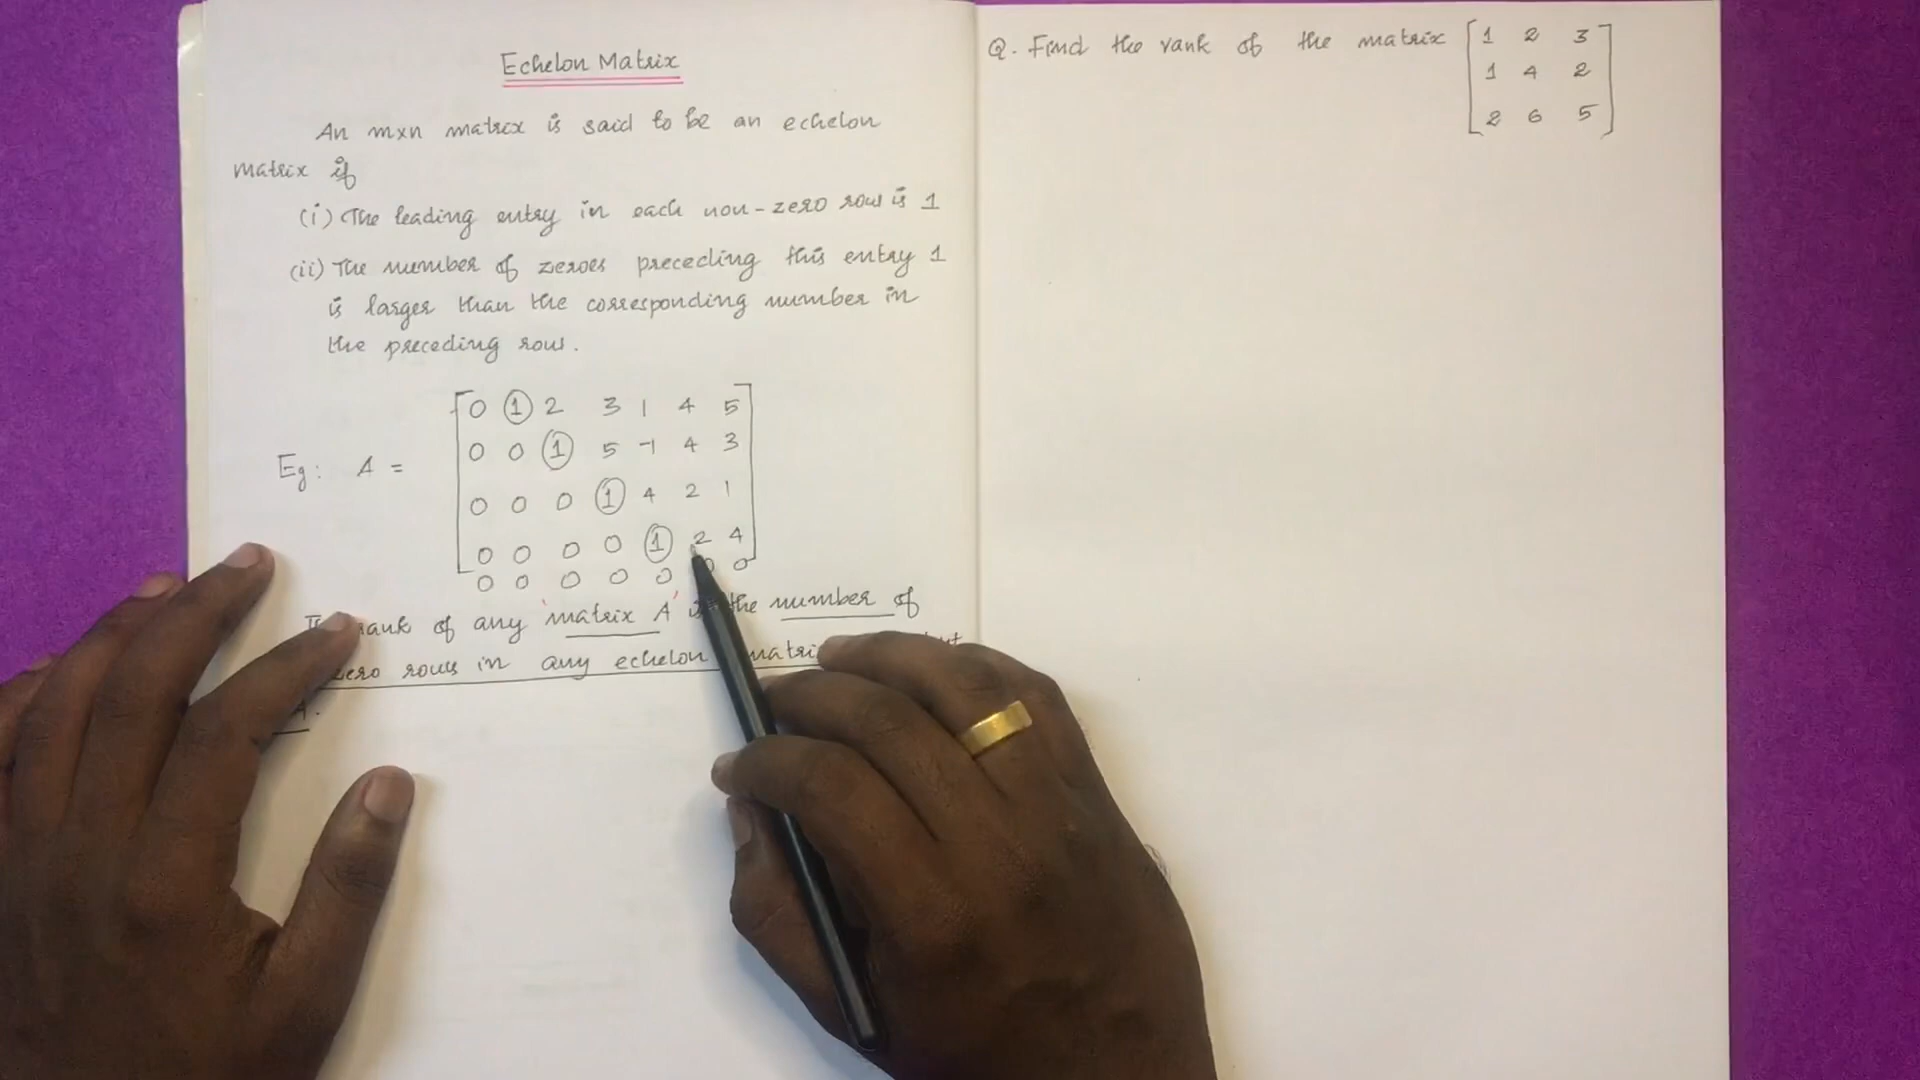 Echelon Matrix
An mxn matrix is said to be an echelon
matrix if
(i) The leading entry in each non-zero row is 1
(ii) The number of zeroes preceding this entry 1
is larger than the corresponding number in
the preceding row.
Eg: A =
0 1 2 3 1 4 5
0 0 1 5 -1 4 3
0 0 0 1 4 2 1
0 0 0 0 1 2 4
0 0 0 0 0 0 0
rank of any 'matrix A' the number of
zero rows in any echelon
A.
Q. Find the rank of the matrix
1 2 3
1 4 2
2 6 5